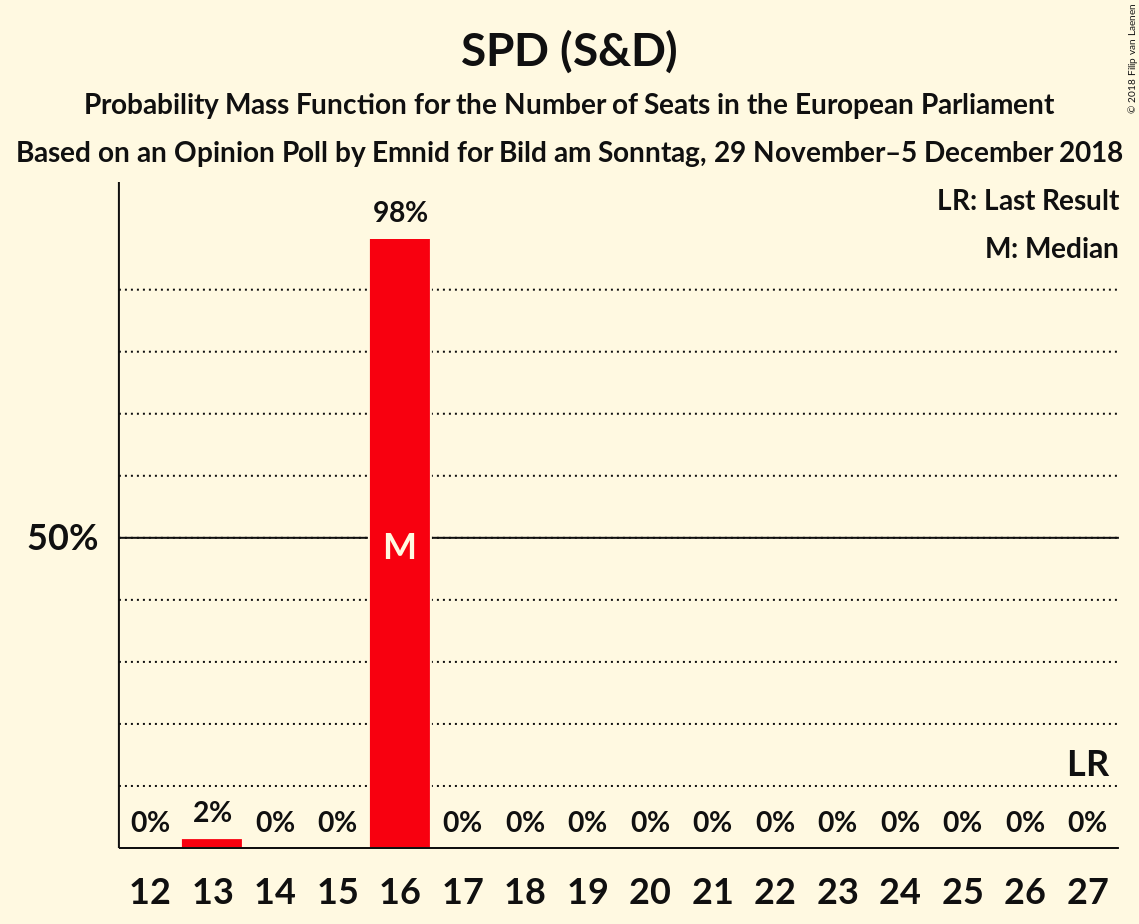 SPD (S&D)
Probability Mass Function for the Number of Seats in the European Parliament
Based on an Opinion Poll by Emnid for Bild am Sonntag, 29 November–5 December 2018
© 2018 Filip van Laenen
LR: Last Result
M: Median
98%
50%
M
LR
0% 2% 0% 0% 0% 0% 0% 0% 0% 0% 0% 0% 0% 0% 0%
12 13 14 15 16 17 18 19 20 21 22 23 24 25 26 27